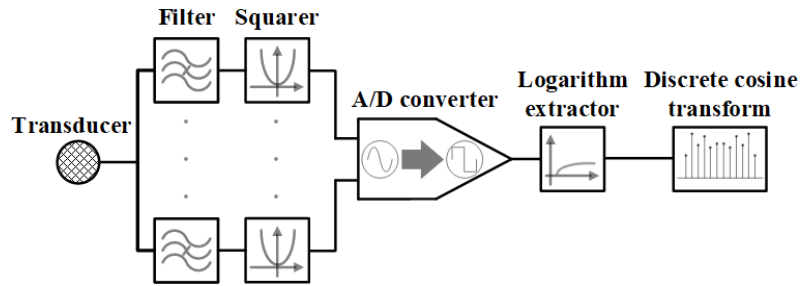 Filter Squarer
Transducer
A/D converter
Logarithm
extractor
Discrete cosine
transform